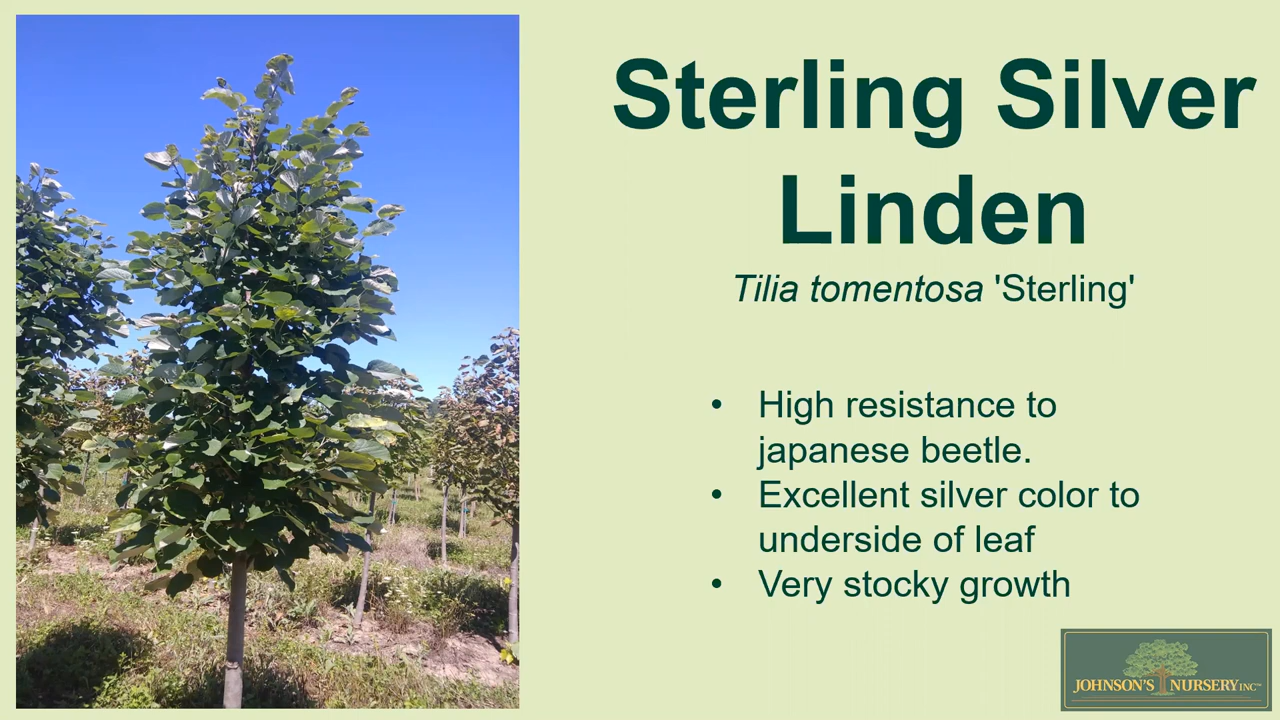 Sterling Silver
Linden
Tilia tomentosa 'Sterling'
• High resistance to
japanese beetle.
• Excellent silver color to
underside of leaf
• Very stocky growth
JOHNSON'S NURSERY INC™